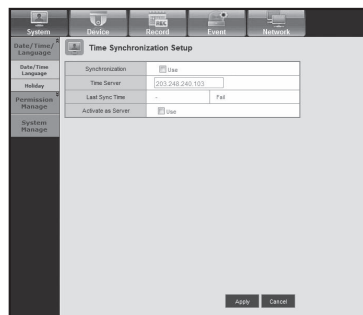 System Device Record Event Network
Date/Time/
Language
Date/Time
Language
Holiday
Permission
Manage
System
Manage
Time Synchronization Setup
Synchronization Use
Time Server 203.248.240.103
Last Sync Time - Fail
Activate as Server Use
Apply Cancel